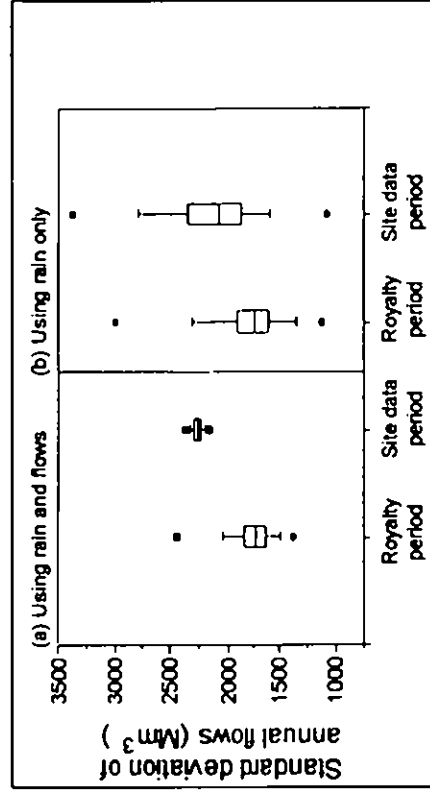 Standard deviation of
annual flows (Mm³ )
3500
3000
2500
2000
1500
1000
(a) Using rain and flows
(b) Using rain only
Royalty
period
Site data
period
Royalty
period
Site data
period